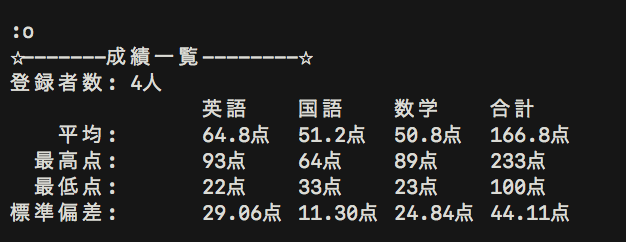 :o
☆———————成績一覧————————☆
登録者数: 4人
英語 国語 数学 合計
平均: 64.8点 51.2点 50.8点 166.8点
最高点: 93点 64点 89点 233点
最低点: 22点 33点 23点 100点
標準偏差: 29.06点 11.30点 24.84点 44.11点